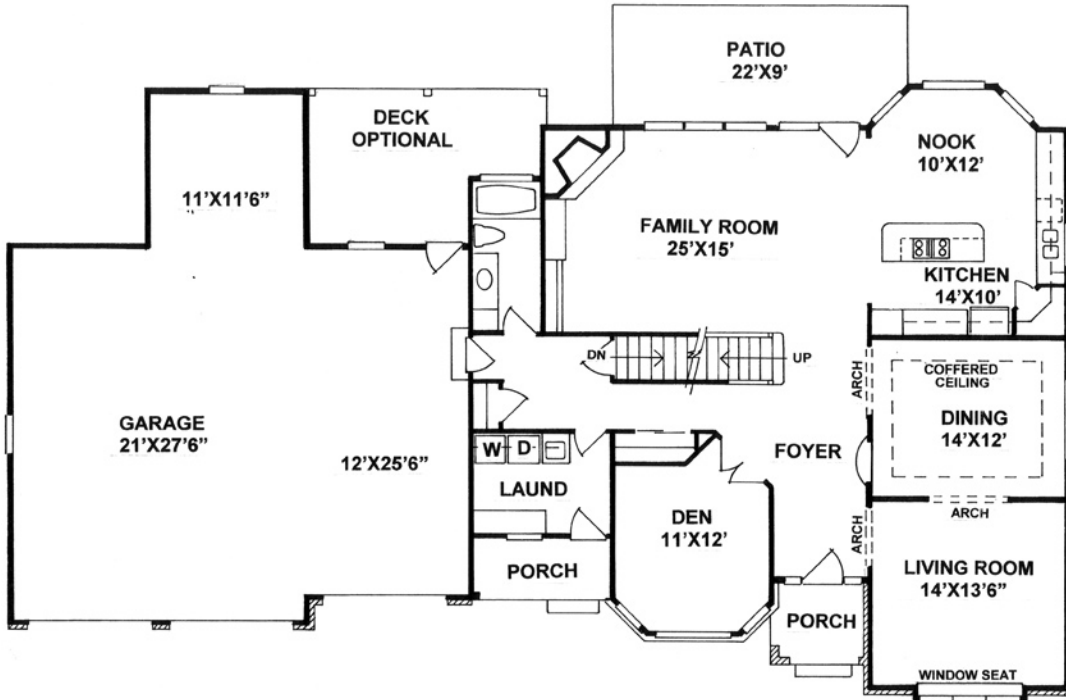 PATIO
22'X9'
DECK
OPTIONAL
NOOK
10'X12'
11'X11'6"
FAMILY ROOM
25'X15'
KITCHEN
14'X10'
DN
UP
ARCH
COFFERED
CEILING
DINING
14'X12'
GARAGE
21'X27'6"
12'X25'6"
W
D
LAUND
FOYER
ARCH
DEN
11'X12'
ARCH
PORCH
LIVING ROOM
14'X13'6"
PORCH
WINDOW SEAT